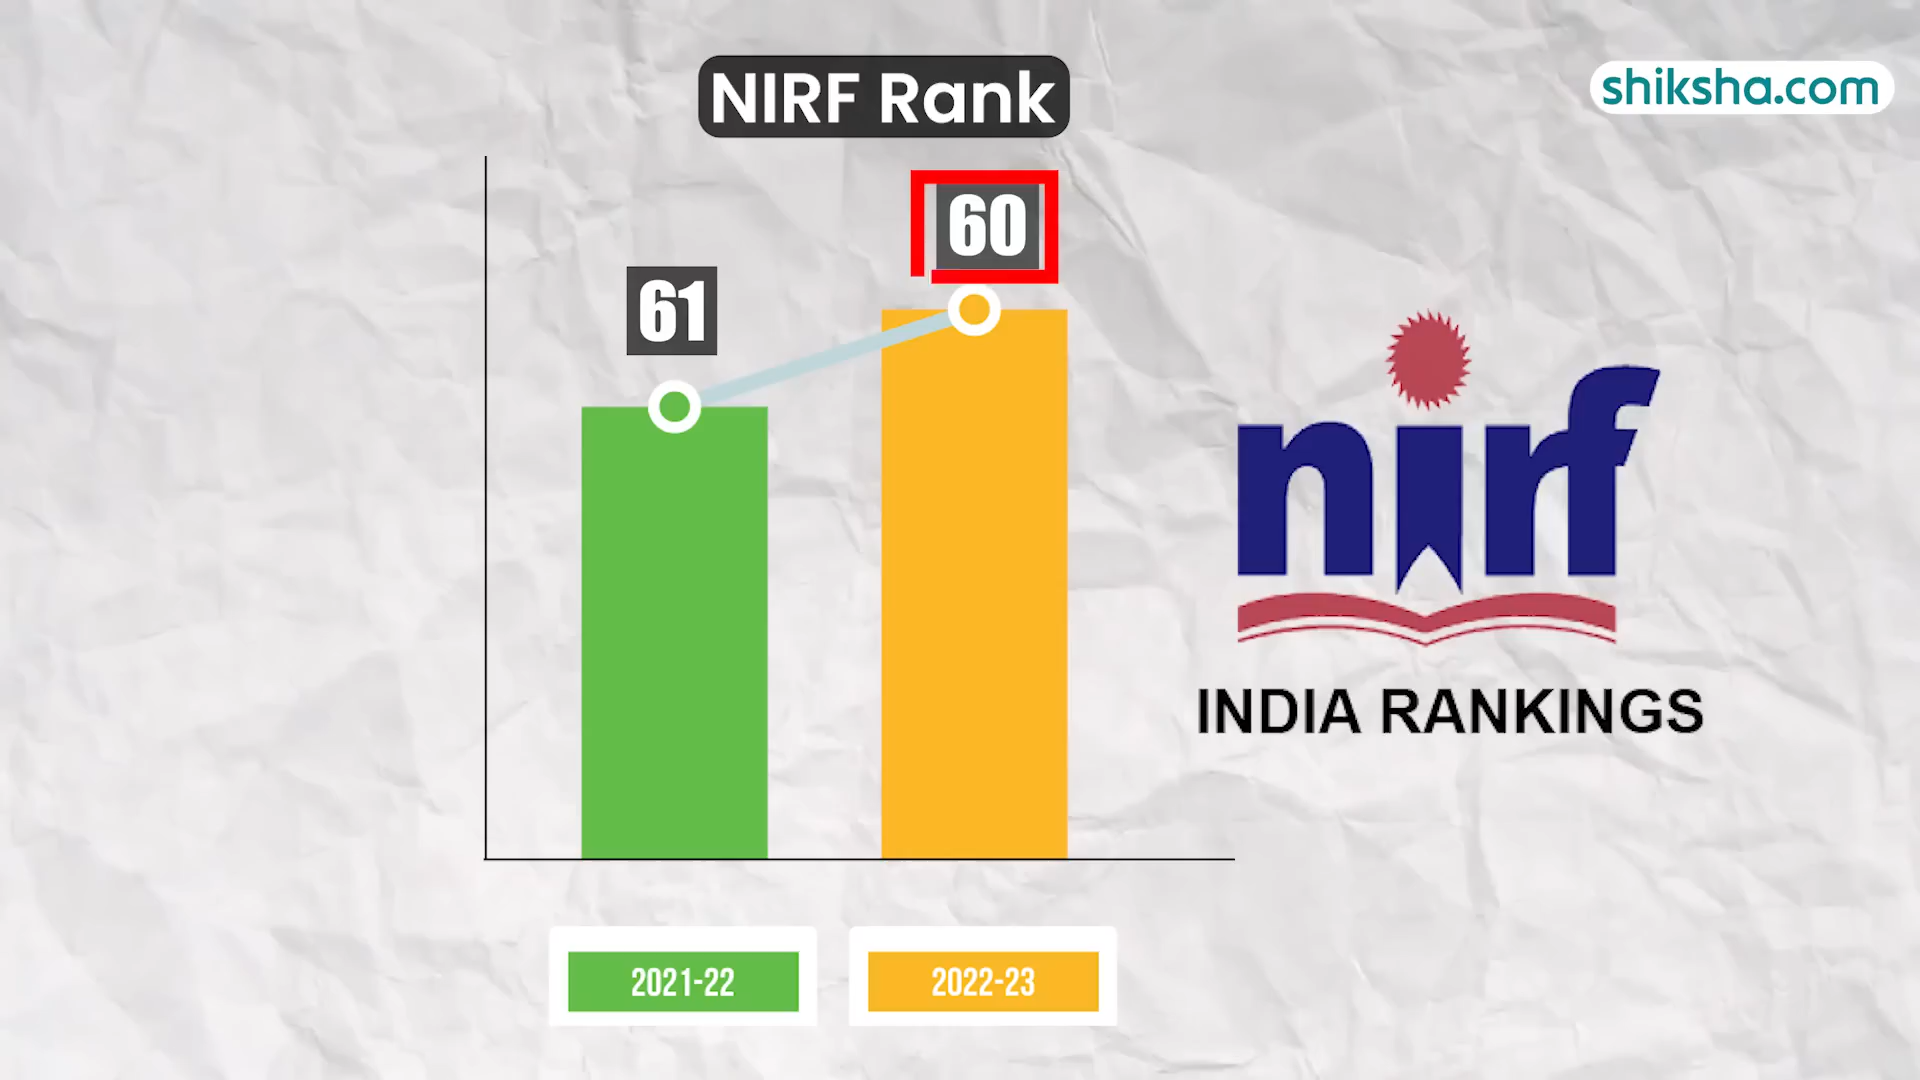 NIRF Rank
shiksha.com
60
61
nirf
INDIA RANKINGS
2021-22
2022-23